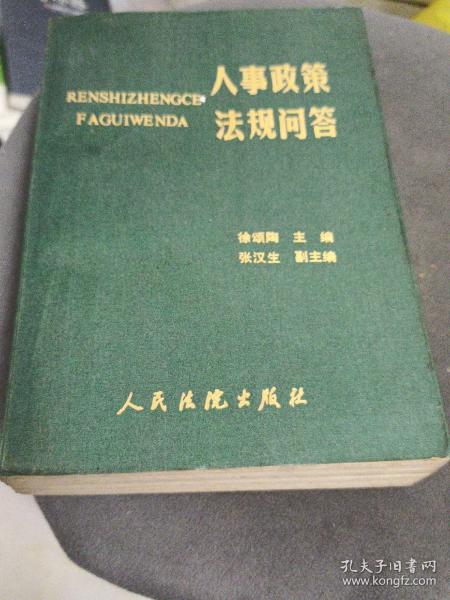 RENSHIZHENGCE
FAGUIWENDA
人事政策
法规问答
徐颂陶 主编
张汉生 副主编
人民法院出版社
孔夫子旧书网
www.kongfz.com